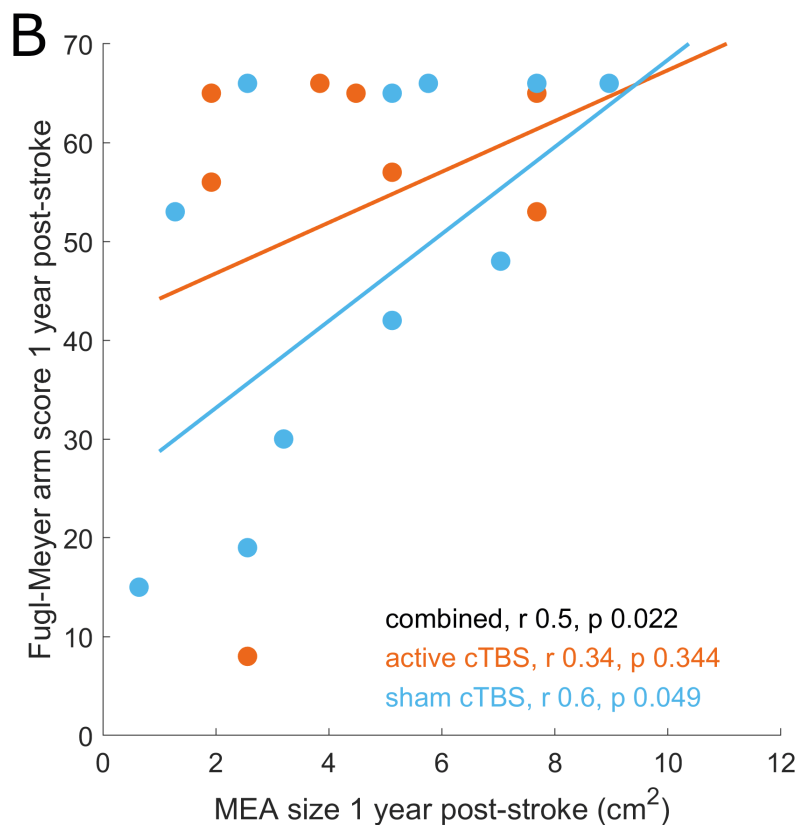 B
Fugl-Meyer arm score 1 year post-stroke
70
60
50
40
30
20
10
0
combined, r 0.5, p 0.022
active cTBS, r 0.34, p 0.344
sham cTBS, r 0.6, p 0.049
0 2 4 6 8 10 12
MEA size 1 year post-stroke (cm²)